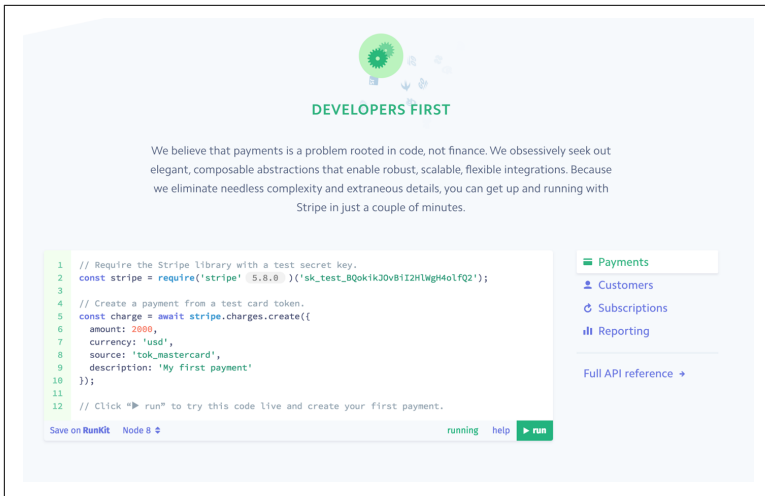 DEVELOPERS FIRST
We believe that payments is a problem rooted in code, not finance. We obsessively seek out
elegant, composable abstractions that enable robust, scalable, flexible integrations. Because
we eliminate needless complexity and extraneous details, you can get up and running with
Stripe in just a couple of minutes.
1 // Require the Stripe library with a test secret key.
2 const stripe = require('stripe' 5.8.0 )('sk_test_BQokikJOvBiI2HlWgH4olfQ2');
3
4 // Create a payment from a test card token.
5 const charge = await stripe.charges.create({
6 amount: 2000,
7 currency: 'usd',
8 source: 'tok_mastercard',
9 description: 'My first payment'
10 });
11
12 // Click “▶ run” to try this code live and create your first payment.
Save on RunKit Node 8 running help ▶ run
Payments
Customers
Subscriptions
Reporting
Full API reference →